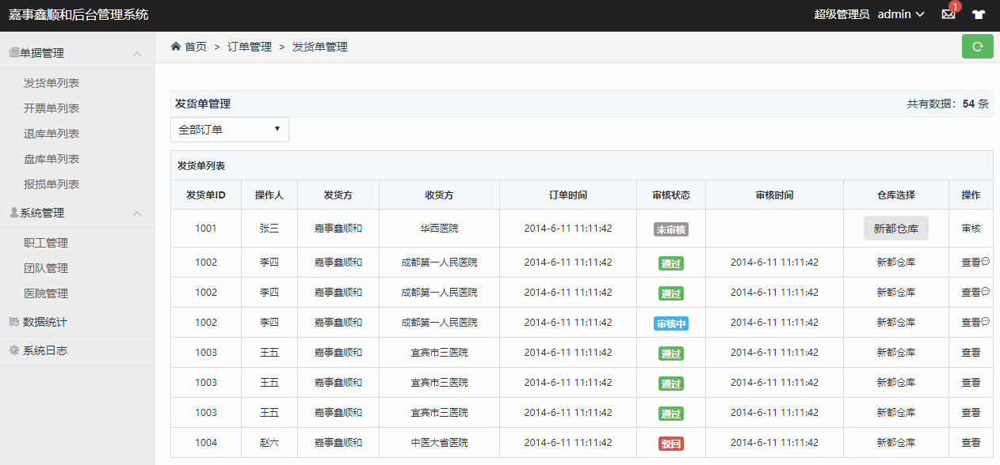 嘉事鑫顺和后台管理系统
超级管理员 admin 1
单据管理
发货单列表
开票单列表
退库单列表
盘库单列表
报损单列表
系统管理
职工管理
团队管理
医院管理
数据统计
系统日志
首页 > 订单管理 > 发货单管理
发货单管理 共有数据：54 条
全部订单
发货单列表
发货单ID 操作人 发货方 收货方 订单时间 审核状态 审核时间 仓库选择 操作
1001 张三 嘉事鑫顺和 华西医院 2014-6-11 11:11:42 未审核 新都仓库 审核
1002 李四 嘉事鑫顺和 成都第一人民医院 2014-6-11 11:11:42 通过 2014-6-11 11:11:42 新都仓库 查看
1002 李四 嘉事鑫顺和 成都第一人民医院 2014-6-11 11:11:42 通过 2014-6-11 11:11:42 新都仓库 查看
1002 李四 嘉事鑫顺和 成都第一人民医院 2014-6-11 11:11:42 审核中 2014-6-11 11:11:42 新都仓库 查看
1003 王五 嘉事鑫顺和 宜宾市三医院 2014-6-11 11:11:42 通过 2014-6-11 11:11:42 新都仓库 查看
1003 王五 嘉事鑫顺和 宜宾市三医院 2014-6-11 11:11:42 通过 2014-6-11 11:11:42 新都仓库 查看
1003 王五 嘉事鑫顺和 宜宾市三医院 2014-6-11 11:11:42 通过 2014-6-11 11:11:42 新都仓库 查看
1004 赵六 嘉事鑫顺和 中医大省医院 2014-6-11 11:11:42 驳回 2014-6-11 11:11:42 新都仓库 查看